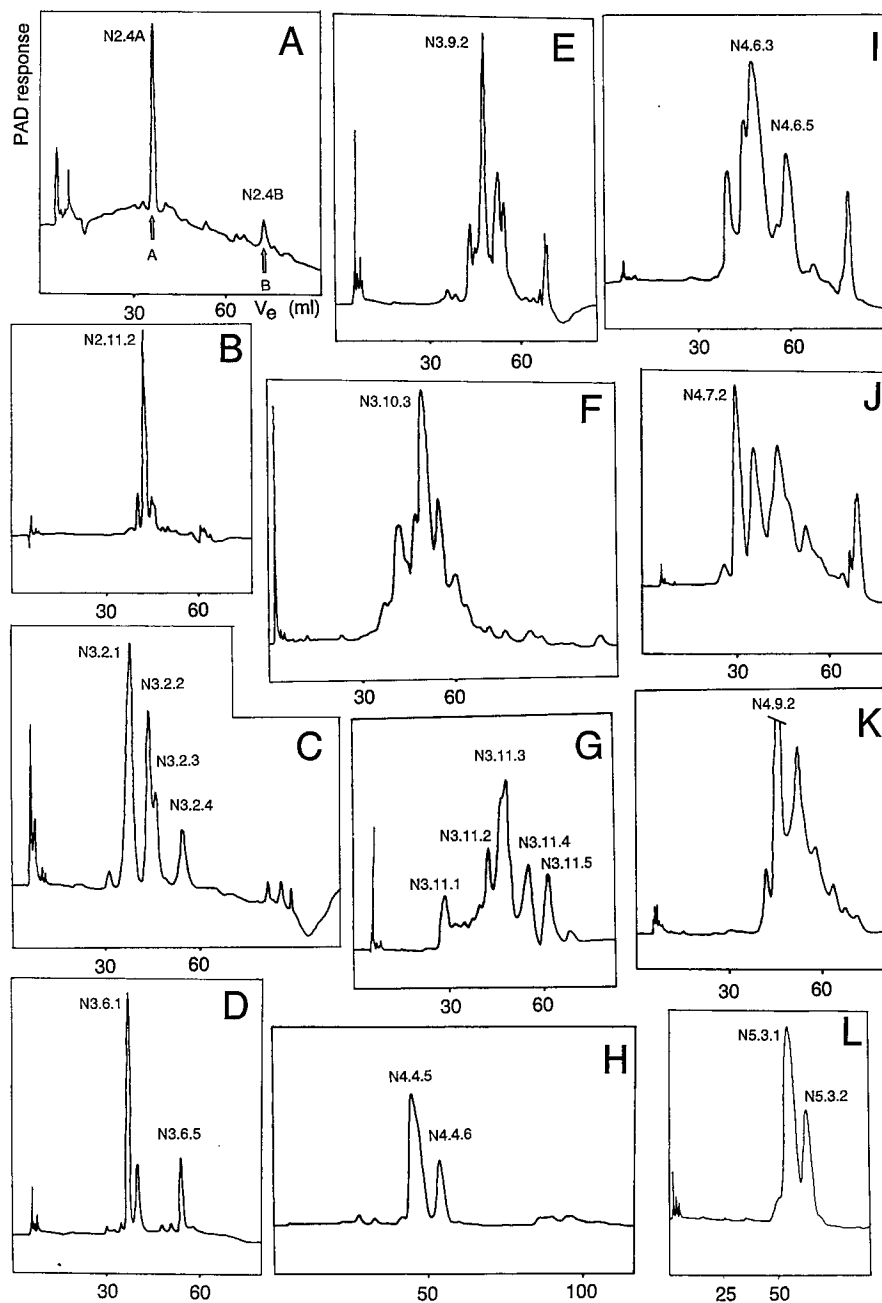 PAD response
A
N2.4A
N2.4B
A
B
30
60
Ve (ml)
B
N2.11.2
30
60
C
N3.2.1
N3.2.2
N3.2.3
N3.2.4
30
60
D
N3.6.1
N3.6.5
30
60
E
N3.9.2
30
60
F
N3.10.3
30
60
G
N3.11.3
N3.11.2
N3.11.4
N3.11.1
N3.11.5
30
60
H
N4.4.5
N4.4.6
50
100
I
N4.6.3
N4.6.5
30
60
J
N4.7.2
30
60
K
N4.9.2
30
60
L
N5.3.1
N5.3.2
25
50